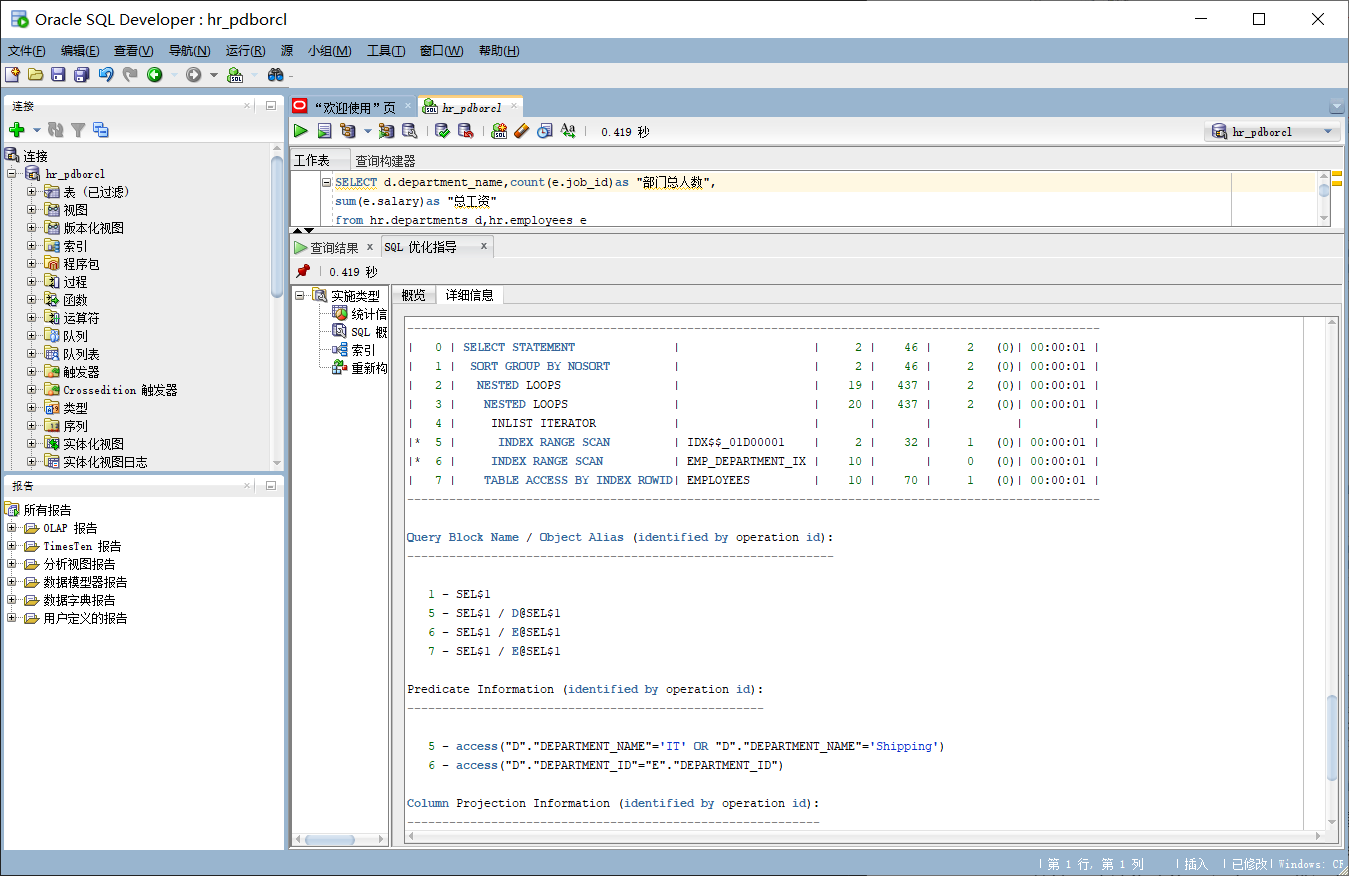 Oracle SQL Developer : hr_pdborcl
文件(F) 编辑(E) 查看(V) 导航(N) 运行(R) 源 小组(M) 工具(T) 窗口(W) 帮助(H)
连接
连接
hr_pdborcl
表 (已过滤)
视图
版本化视图
索引
程序包
过程
函数
运算符
队列
队列表
触发器
Crossedition 触发器
类型
序列
实体化视图
实体化视图日志
报告
所有报告
OLAP 报告
TimesTen 报告
分析视图报告
数据模型器报告
数据字典报告
用户定义的报告
“欢迎使用”页 hr_pdborcl
0.419 秒 hr_pdborcl
工作表 查询构建器
SELECT d.department_name,count(e.job_id)as "部门总人数",
sum(e.salary)as "总工资"
from hr.departments d,hr.employees e
查询结果 x SQL 优化指导 x
0.419 秒
实施类型
统计信
SQL 概
索引
重新构
概览 详细信息
---------------------------------------------------------------------------------------------------
|   0 | SELECT STATEMENT              |                   |     2 |    46 |     2   (0)| 00:00:01 |
|   1 |  SORT GROUP BY NOSORT         |                   |     2 |    46 |     2   (0)| 00:00:01 |
|   2 |   NESTED LOOPS                |                   |    19 |   437 |     2   (0)| 00:00:01 |
|   3 |    NESTED LOOPS               |                   |    20 |   437 |     2   (0)| 00:00:01 |
|   4 |     INLIST ITERATOR           |                   |       |       |            |          |
|*  5 |      INDEX RANGE SCAN         | IDX$$_01D00001    |     2 |    32 |     1   (0)| 00:00:01 |
|*  6 |     INDEX RANGE SCAN          | EMP_DEPARTMENT_IX |    10 |       |     0   (0)| 00:00:01 |
|   7 |    TABLE ACCESS BY INDEX ROWID| EMPLOYEES         |    10 |    70 |     1   (0)| 00:00:01 |
---------------------------------------------------------------------------------------------------
Query Block Name / Object Alias (identified by operation id):
-------------------------------------------------------------
1 - SEL$1
5 - SEL$1 / D@SEL$1
6 - SEL$1 / E@SEL$1
7 - SEL$1 / E@SEL$1
Predicate Information (identified by operation id):
---------------------------------------------------
5 - access("D"."DEPARTMENT_NAME"='IT' OR "D"."DEPARTMENT_NAME"='Shipping')
6 - access("D"."DEPARTMENT_ID"="E"."DEPARTMENT_ID")
Column Projection Information (identified by operation id):
-----------------------------------------------------------
| 第 1 行, 第 1 列 | 插入 | 已修改| Windows: CR